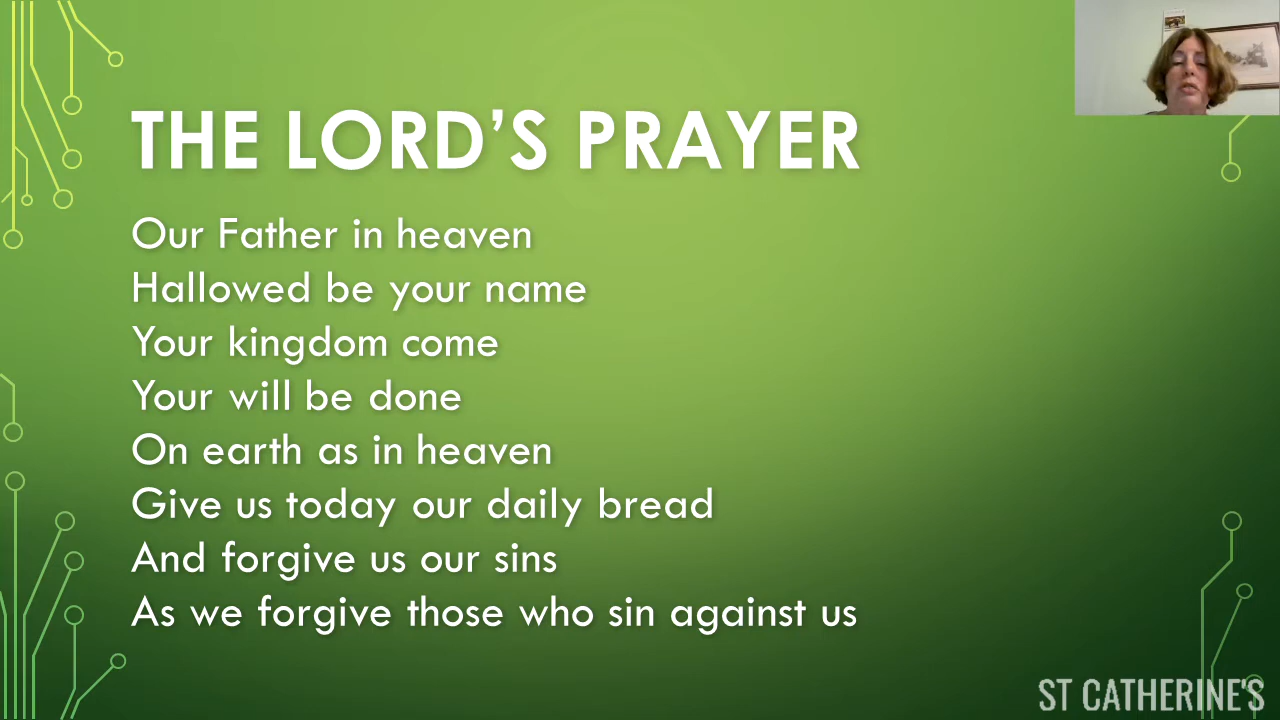 THE LORD’S PRAYER
Our Father in heaven
Hallowed be your name
Your kingdom come
Your will be done
On earth as in heaven
Give us today our daily bread
And forgive us our sins
As we forgive those who sin against us
ST CATHERINE'S